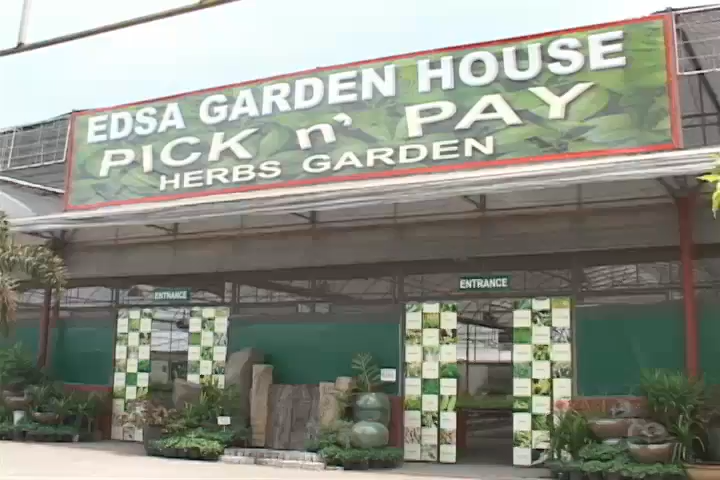 EDSA GARDEN HOUSE
PICK n' PAY
HERBS GARDEN
ENTRANCE
ENTRANCE